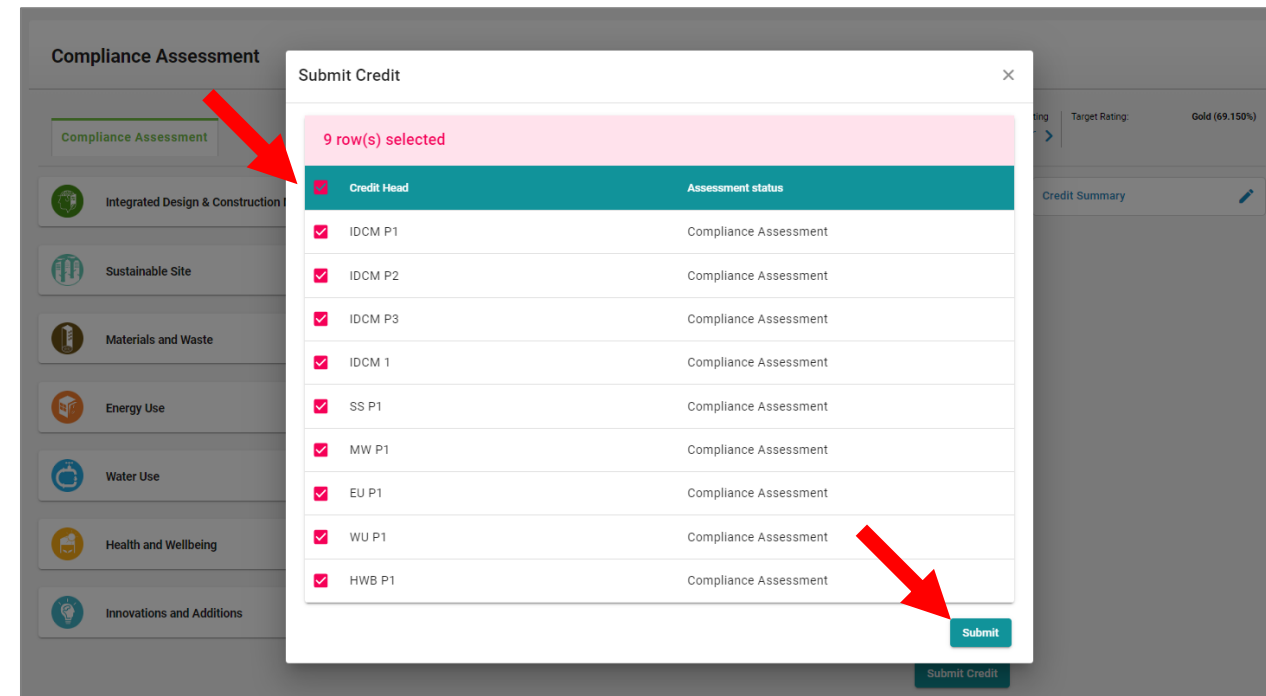 Compliance Assessment
Submit Credit
Compliance Assessment
9 row(s) selected
Target Rating:
Gold (69.150%)
Credit Head
Assessment status
Integrated Design & Construction
Credit Summary
IDCM P1
Compliance Assessment
Sustainable Site
IDCM P2
Compliance Assessment
IDCM P3
Compliance Assessment
Materials and Waste
IDCM 1
Compliance Assessment
Energy Use
SS P1
Compliance Assessment
MW P1
Compliance Assessment
Water Use
EU P1
Compliance Assessment
Health and Wellbeing
WU P1
Compliance Assessment
HWB P1
Compliance Assessment
Innovations and Additions
Submit
Submit Credit